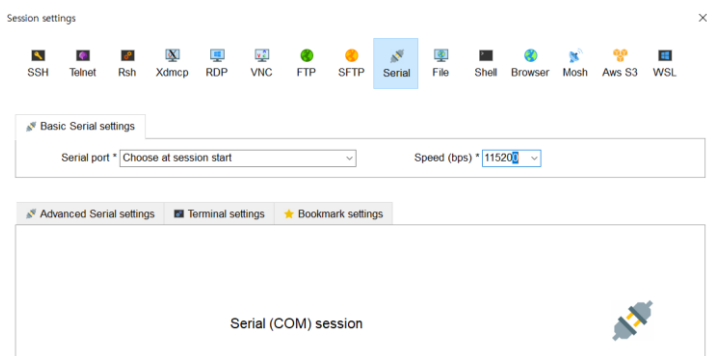 Session settings
SSH Telnet Rsh Xdmcp RDP VNC FTP SFTP Serial File Shell Browser Mosh Aws S3 WSL
Basic Serial settings
Serial port * Choose at session start Speed (bps) * 115200
Advanced Serial settings Terminal settings Bookmark settings
Serial (COM) session